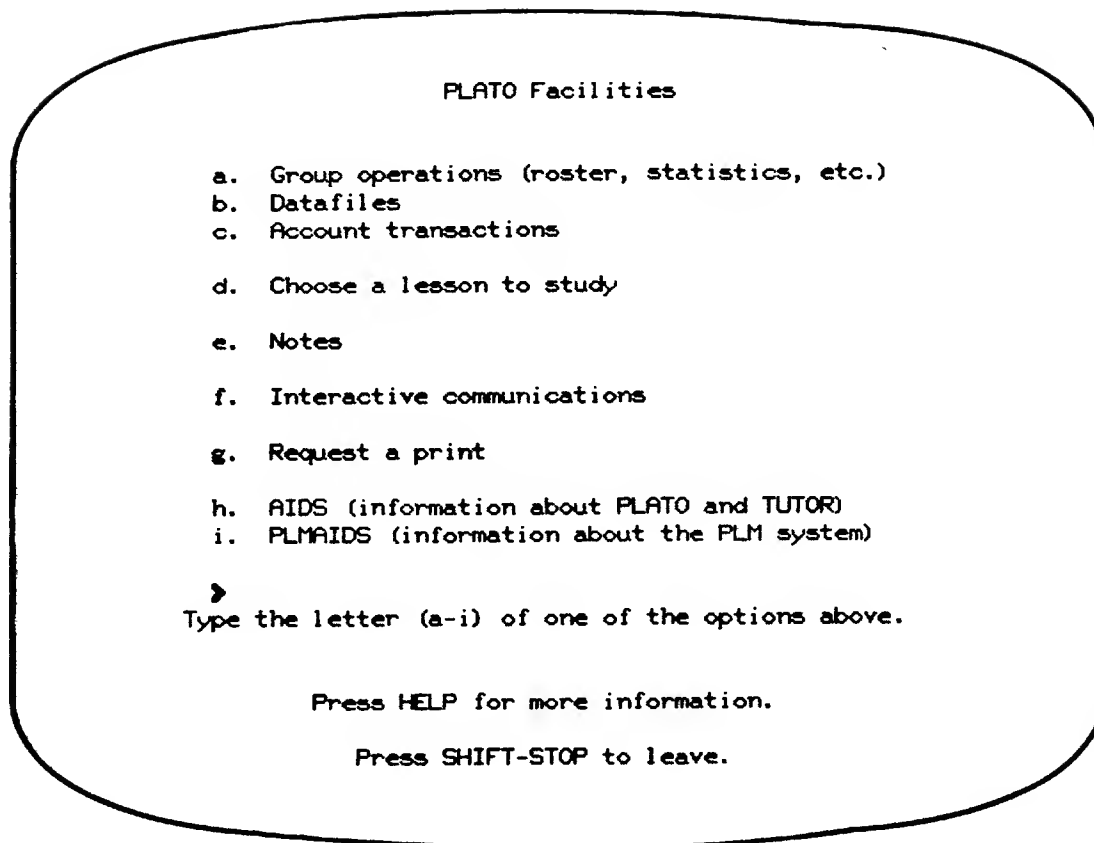 PLATO Facilities
a. Group operations (roster, statistics, etc.)
b. Datafiles
c. Account transactions
d. Choose a lesson to study
e. Notes
f. Interactive communications
g. Request a print
h. AIDS (information about PLATO and TUTOR)
i. PLMAIDS (information about the PLM system)
>
Type the letter (a-i) of one of the options above.
Press HELP for more information.
Press SHIFT-STOP to leave.